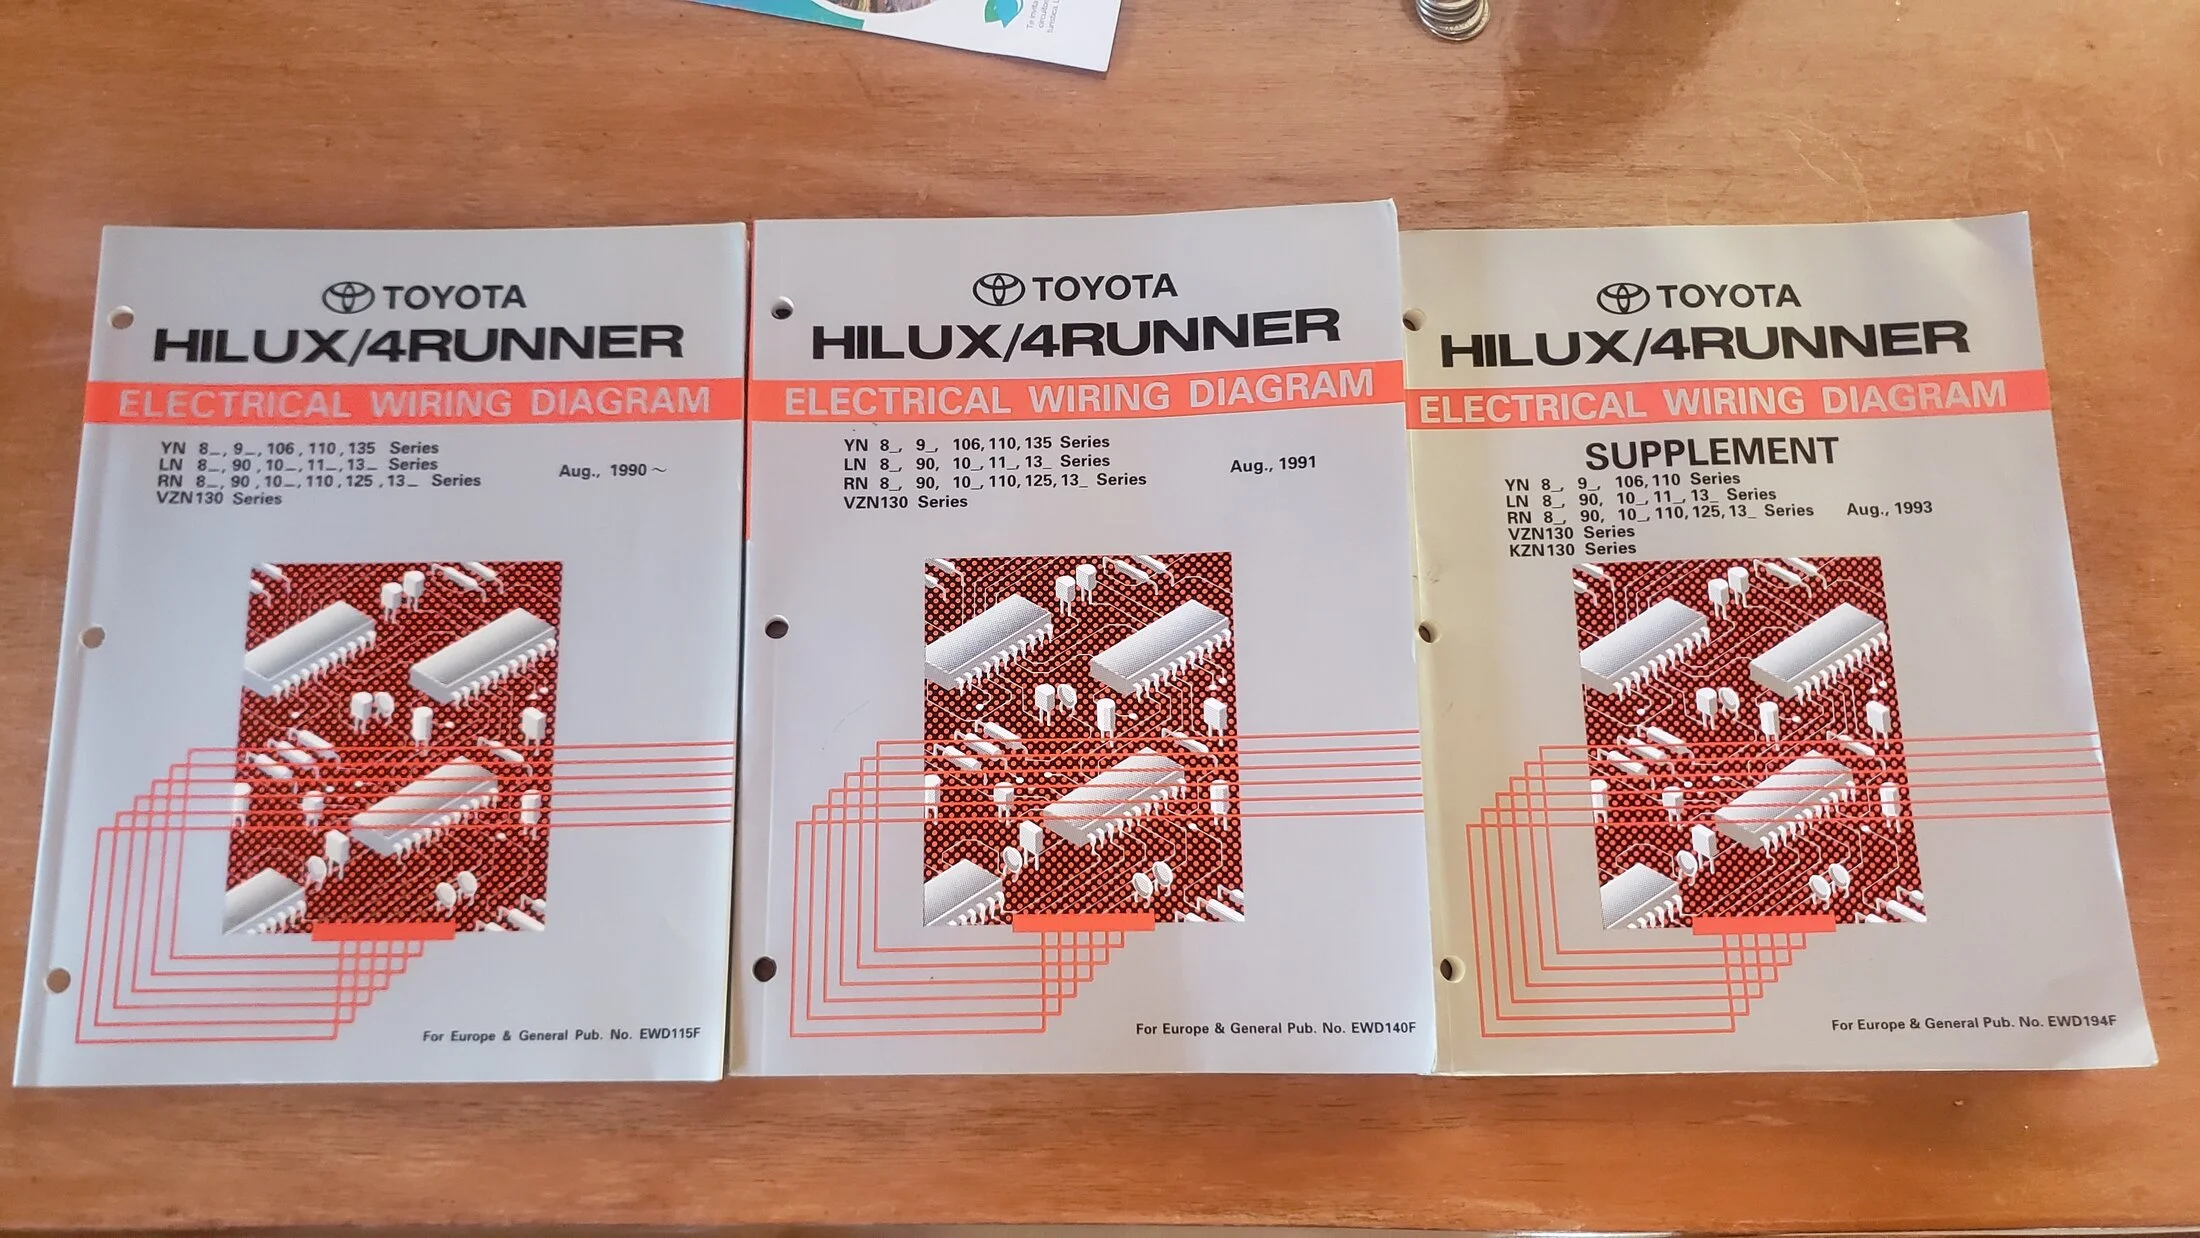 Te invita
circuito
turística. L
TOYOTA
HILUX/4RUNNER
ELECTRICAL WIRING DIAGRAM
YN 8_, 9_, 106, 110, 135 Series
LN 8_, 90, 10_, 11_, 13_ Series
RN 8_, 90, 10_, 110, 125, 13_ Series
VZN130 Series
Aug., 1990~
For Europe & General Pub. No. EWD115F
TOYOTA
HILUX/4RUNNER
ELECTRICAL WIRING DIAGRAM
YN 8_, 9_, 106, 110, 135 Series
LN 8_, 90, 10_, 11_, 13_ Series
RN 8_, 90, 10_, 110, 125, 13_ Series
VZN130 Series
Aug., 1991
For Europe & General Pub. No. EWD140F
TOYOTA
HILUX/4RUNNER
ELECTRICAL WIRING DIAGRAM
SUPPLEMENT
YN 8_, 9_, 106, 110 Series
LN 8_, 90, 10_, 11_, 13_ Series
RN 8_, 90, 10_, 110, 125, 13_ Series
VZN130 Series
KZN130 Series
Aug., 1993
For Europe & General Pub. No. EWD194F